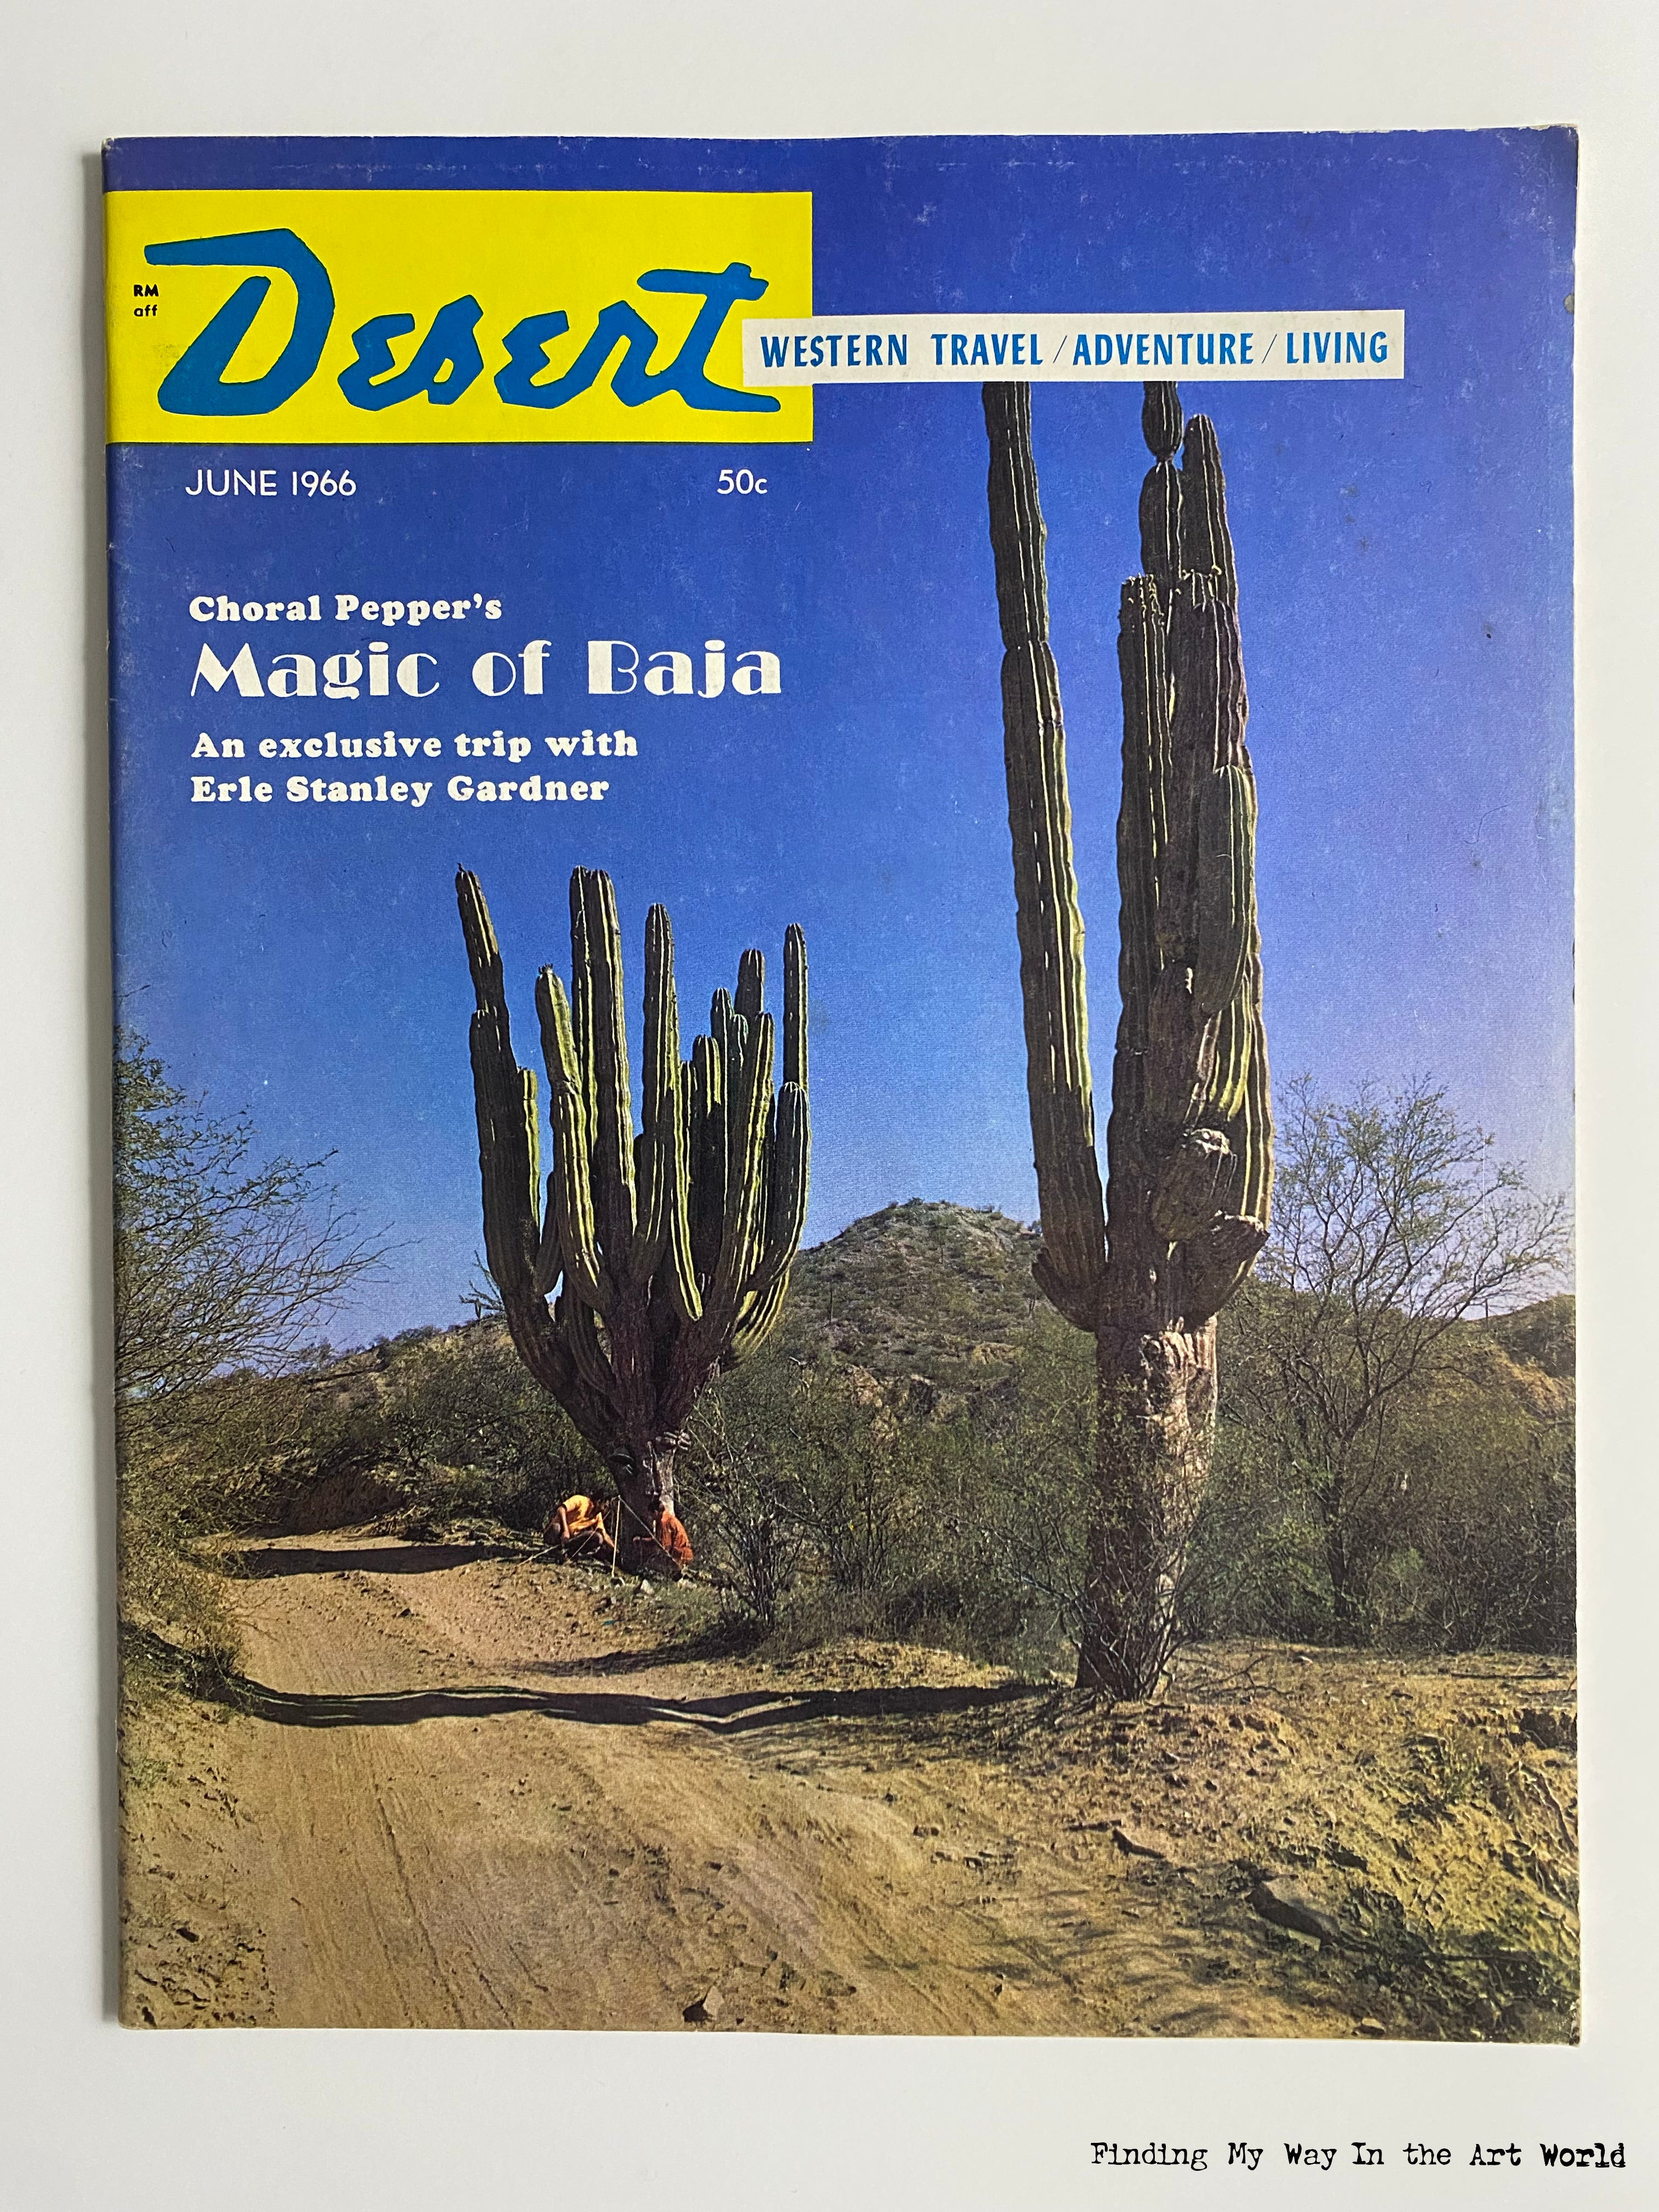 RM
aff
Desert
WESTERN TRAVEL / ADVENTURE / LIVING
JUNE 1966 50c
Choral Pepper's
Magic of Baja
An exclusive trip with
Erle Stanley Gardner
Finding My Way In the Art World